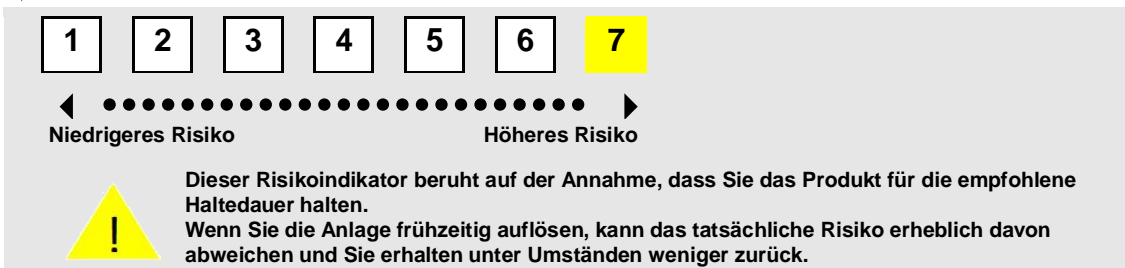 1 2 3 4 5 6 7
Niedrigeres Risiko Höheres Risiko
Dieser Risikoindikator beruht auf der Annahme, dass Sie das Produkt für die empfohlene
Haltedauer halten.
! Wenn Sie die Anlage frühzeitig auflösen, kann das tatsächliche Risiko erheblich davon
abweichen und Sie erhalten unter Umständen weniger zurück.